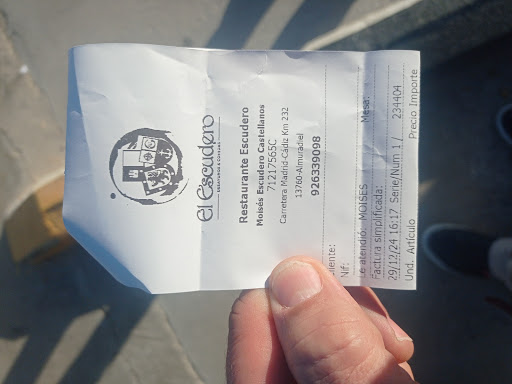 el Escudero
Restaurante Escudero
Moisés Escudero Castellanos
71217565C
Carretera Madrid-Cádiz Km 232
13760-Almuradiel
926339098
Cliente:
Nif:
Le atendió: MOISES Mesa:
Factura simplificada:
29/12/24 16:17 Serie/Num 1 / 234404
Und. Artículo Precio Importe